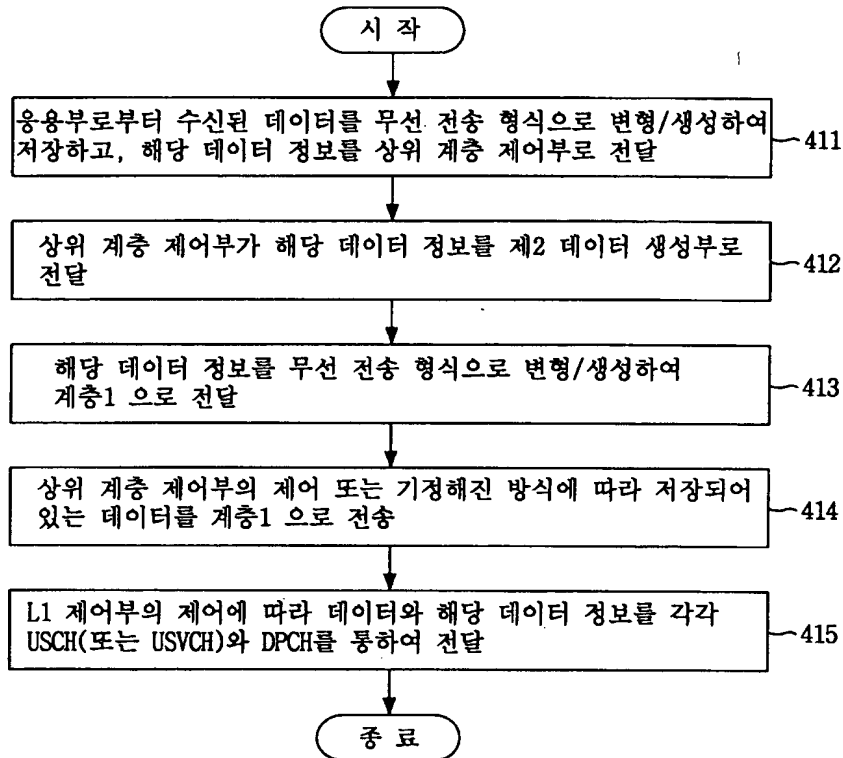 시 작
응용부로부터 수신된 데이터를 무선 전송 형식으로 변형/생성하여
저장하고, 해당 데이터 정보를 상위 계층 제어부로 전달
411
상위 계층 제어부가 해당 데이터 정보를 제2 데이터 생성부로
전달
412
해당 데이터 정보를 무선 전송 형식으로 변형/생성하여
계층1 으로 전달
413
상위 계층 제어부의 제어 또는 기정해진 방식에 따라 저장되어
있는 데이터를 계층1 으로 전송
414
L1 제어부의 제어에 따라 데이터와 해당 데이터 정보를 각각
USCH(또는 USVCH)와 DPCH를 통하여 전달
415
종 료